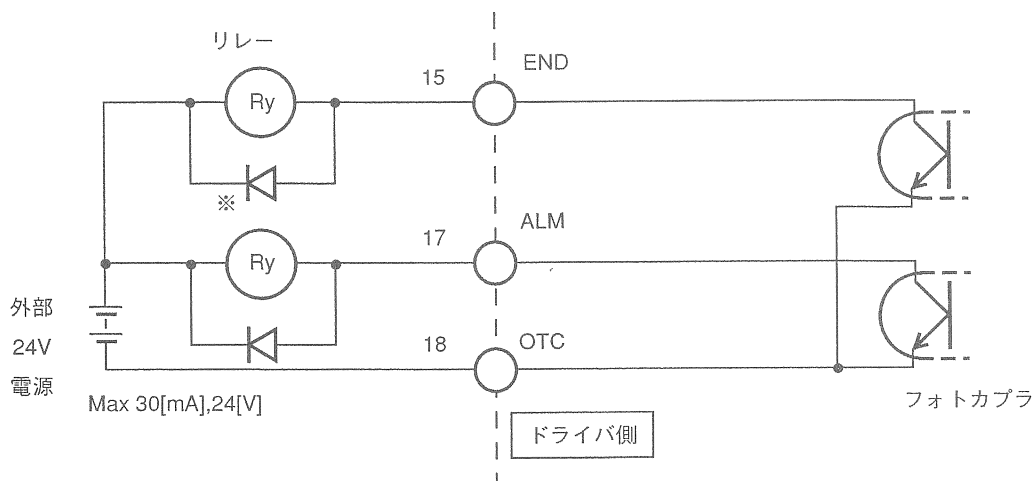 リレー
Ry
15
END
※
Ry
17
ALM
外部
24V
電源
18
OTC
Max 30[mA],24[V]
フォトカプラ
ドライバ側